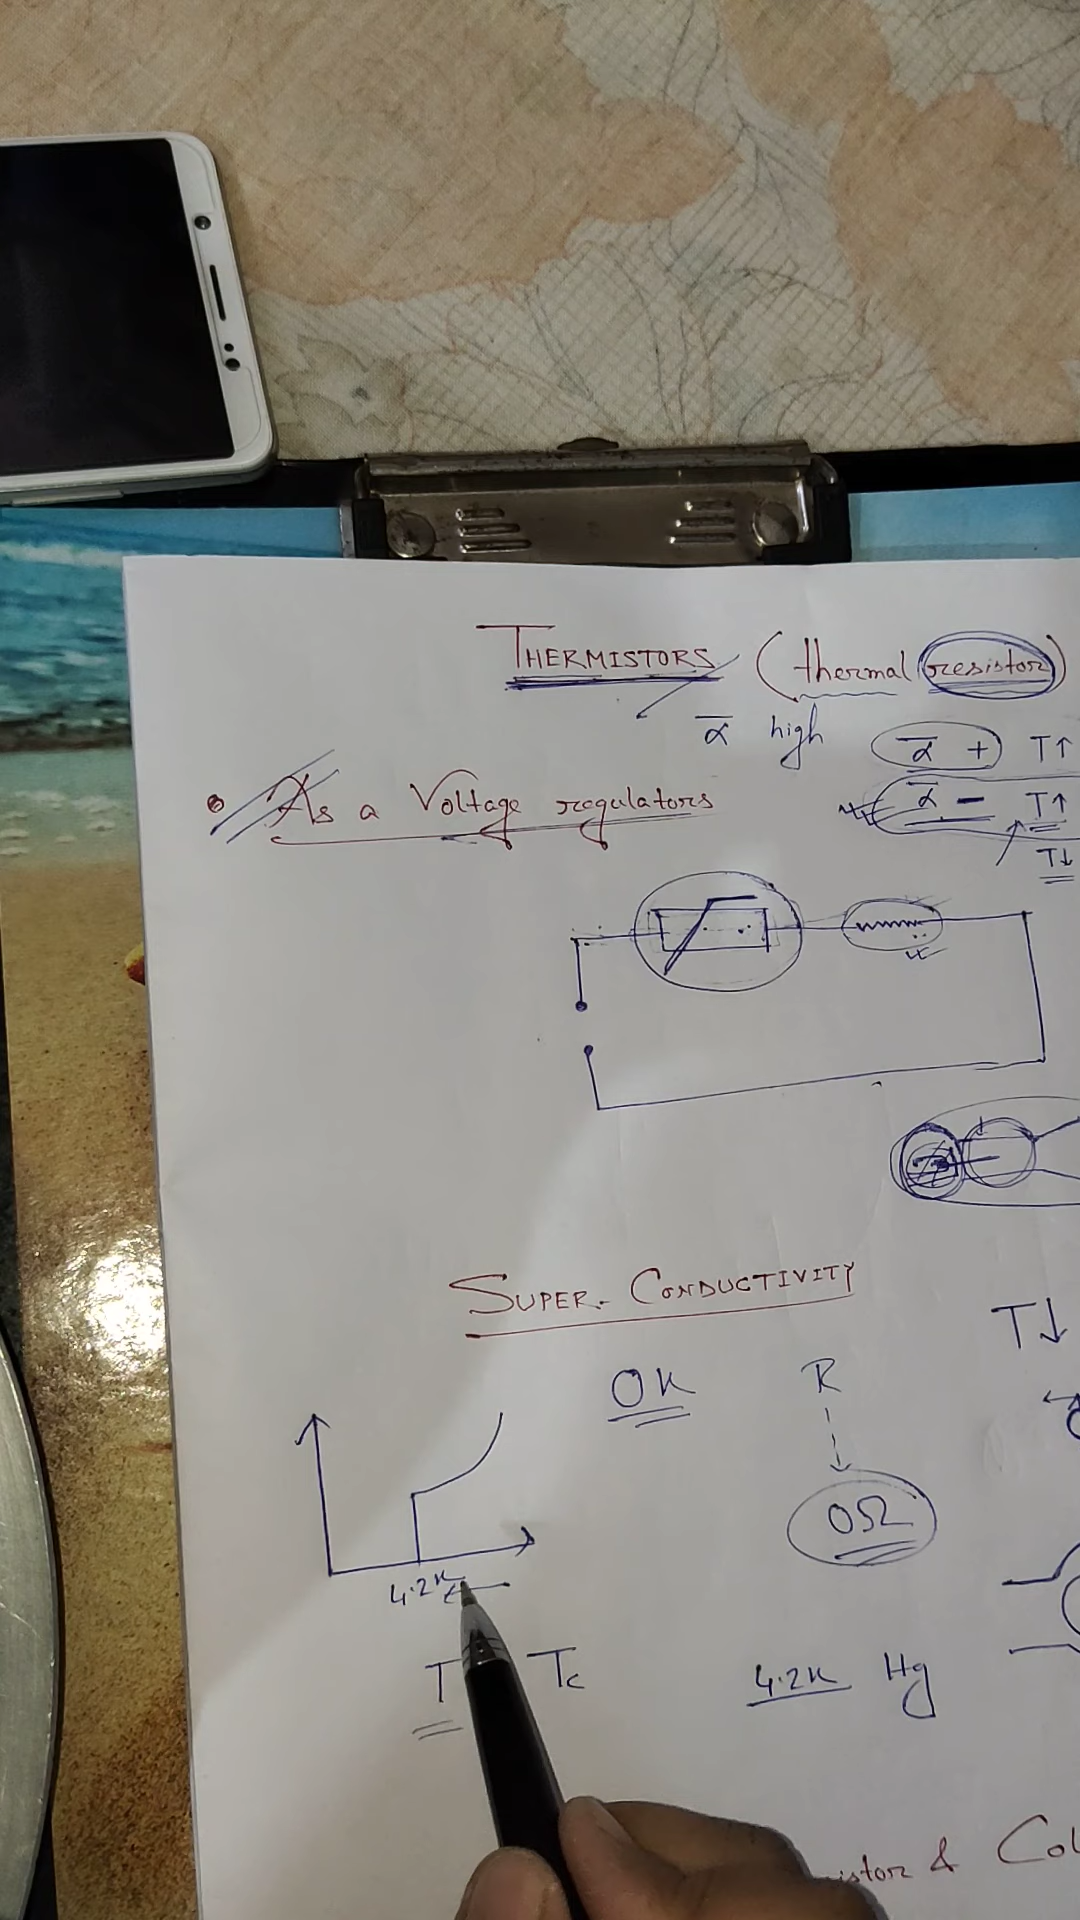 THERMISTORS (thermal resistor)
ᾱ high
ᾱ + T↑
• As a Voltage regulators
ᾱ − T↑
T↓
SUPER-CONDUCTIVITY
T↓
0K R
0Ω
4.2K
T Tc
4.2K Hg
istor & Col